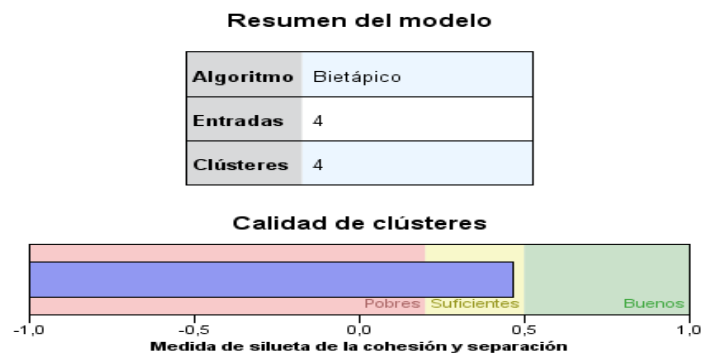 Resumen del modelo
Algoritmo Bietápico
Entradas 4
Clústeres 4
Calidad de clústeres
Pobres Suficientes Buenos
-1,0 -0,5 0,0 0,5 1,0
Medida de silueta de la cohesión y separación